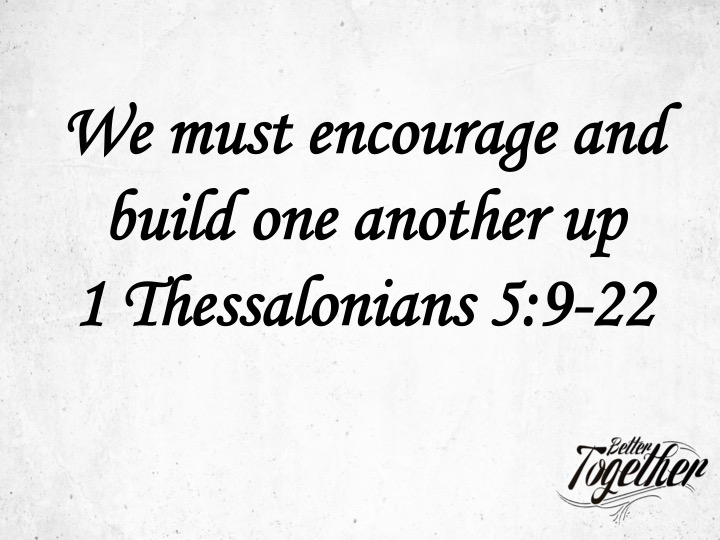 We must encourage and
build one another up
1 Thessalonians 5:9-22
Better
Together